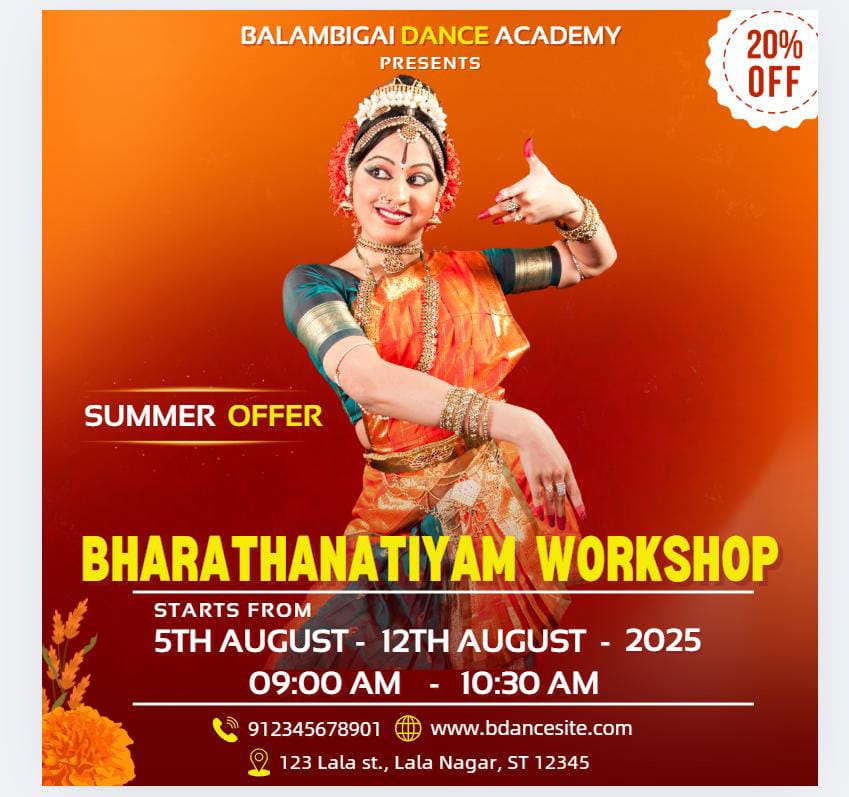 BALAMBIGAI DANCE ACADEMY
PRESENTS
20%
OFF
SUMMER OFFER
BHARATHANATIYAM WORKSHOP
STARTS FROM
5TH AUGUST - 12TH AUGUST - 2025
09:00 AM - 10:30 AM
912345678901 www.bdancesite.com
123 Lala st., Lala Nagar, ST 12345